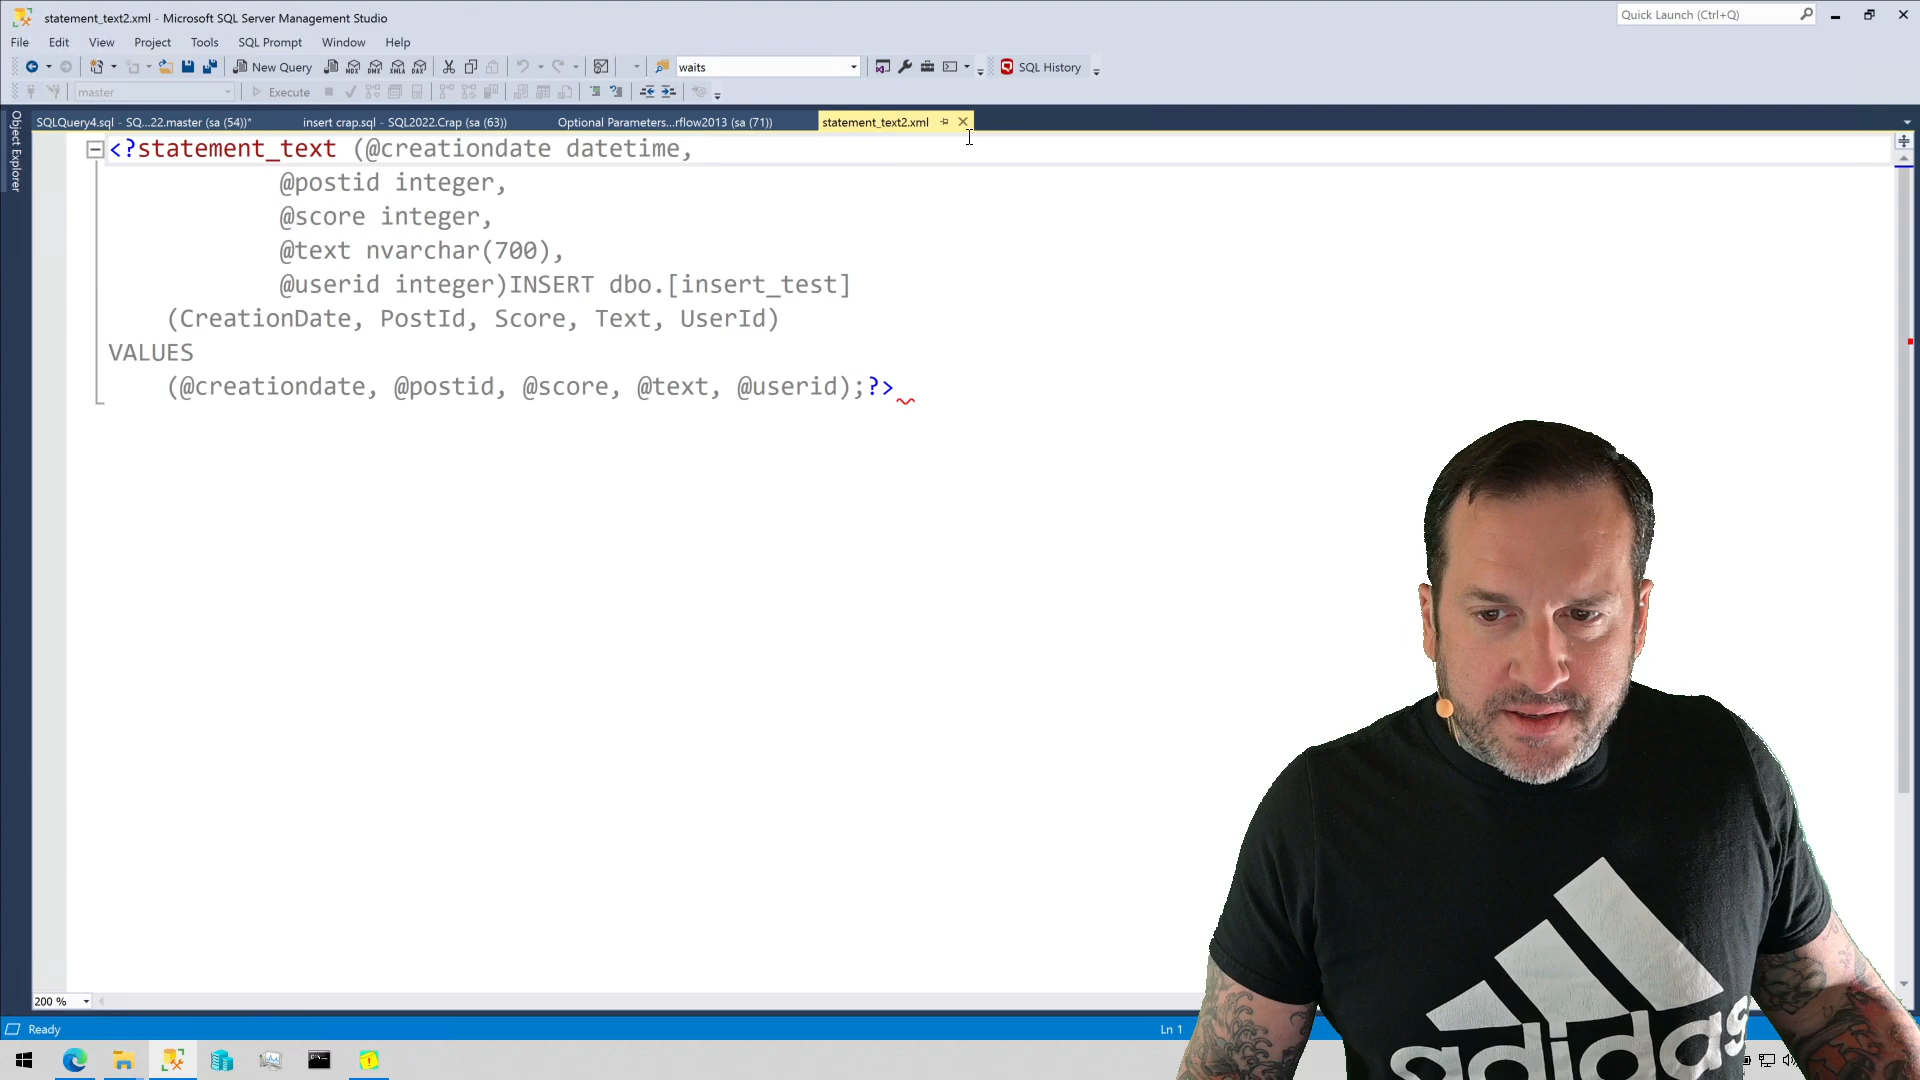 statement_text2.xml - Microsoft SQL Server Management Studio
Quick Launch (Ctrl+Q)
File Edit View Project Tools SQL Prompt Window Help
New Query MDX DMX XMLA DAX waits SQL History
master Execute
Object Explorer
SQLQuery4.sql - SQ...22.master (sa (54))* insert crap.sql - SQL2022.Crap (sa (63)) Optional Parameters...rflow2013 (sa (71)) statement_text2.xml
<?statement_text (@creationdate datetime,
@postid integer,
@score integer,
@text nvarchar(700),
@userid integer)INSERT dbo.[insert_test]
(CreationDate, PostId, Score, Text, UserId)
VALUES
(@creationdate, @postid, @score, @text, @userid);?>
200 %
Ready Ln 1
adidas